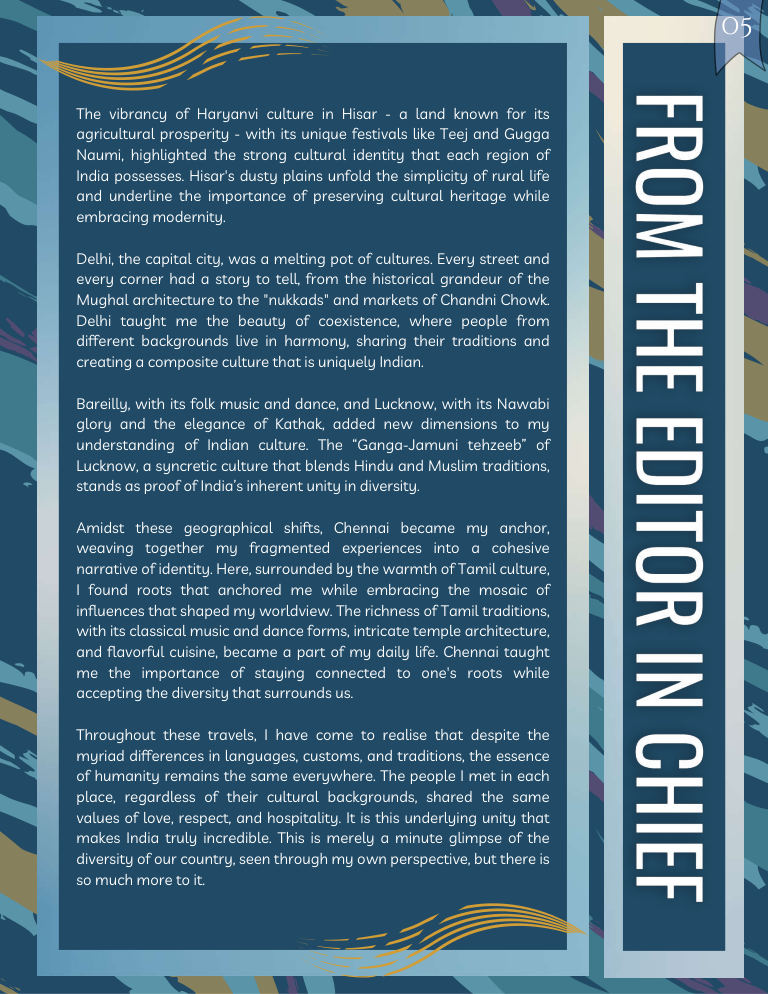 05
The vibrancy of Haryanvi culture in Hisar - a land known for its
agricultural prosperity - with its unique festivals like Teej and Gugga
Naumi, highlighted the strong cultural identity that each region of
India possesses. Hisar's dusty plains unfold the simplicity of rural life
and underline the importance of preserving cultural heritage while
embracing modernity.
Delhi, the capital city, was a melting pot of cultures. Every street and
every corner had a story to tell, from the historical grandeur of the
Mughal architecture to the "nukkads" and markets of Chandni Chowk.
Delhi taught me the beauty of coexistence, where people from
different backgrounds live in harmony, sharing their traditions and
creating a composite culture that is uniquely Indian.
Bareilly, with its folk music and dance, and Lucknow, with its Nawabi
glory and the elegance of Kathak, added new dimensions to my
understanding of Indian culture. The “Ganga-Jamuni tehzeeb” of
Lucknow, a syncretic culture that blends Hindu and Muslim traditions,
stands as proof of India’s inherent unity in diversity.
Amidst these geographical shifts, Chennai became my anchor,
weaving together my fragmented experiences into a cohesive
narrative of identity. Here, surrounded by the warmth of Tamil culture,
I found roots that anchored me while embracing the mosaic of
influences that shaped my worldview. The richness of Tamil traditions,
with its classical music and dance forms, intricate temple architecture,
and flavorful cuisine, became a part of my daily life. Chennai taught
me the importance of staying connected to one's roots while
accepting the diversity that surrounds us.
Throughout these travels, I have come to realise that despite the
myriad differences in languages, customs, and traditions, the essence
of humanity remains the same everywhere. The people I met in each
place, regardless of their cultural backgrounds, shared the same
values of love, respect, and hospitality. It is this underlying unity that
makes India truly incredible. This is merely a minute glimpse of the
diversity of our country, seen through my own perspective, but there is
so much more to it.
FROM THE EDITOR IN CHIEF